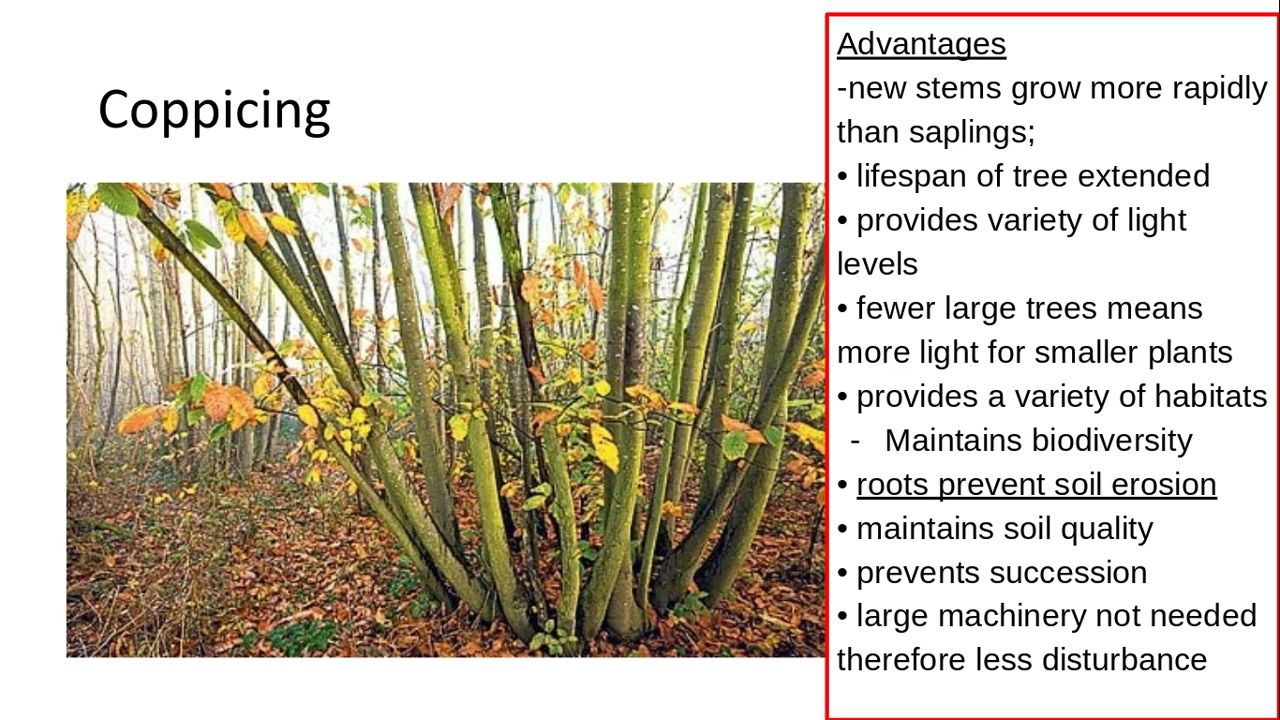 Coppicing
Advantages
-new stems grow more rapidly
than saplings;
• lifespan of tree extended
• provides variety of light
levels
• fewer large trees means
more light for smaller plants
• provides a variety of habitats
- Maintains biodiversity
• roots prevent soil erosion
• maintains soil quality
• prevents succession
• large machinery not needed
therefore less disturbance